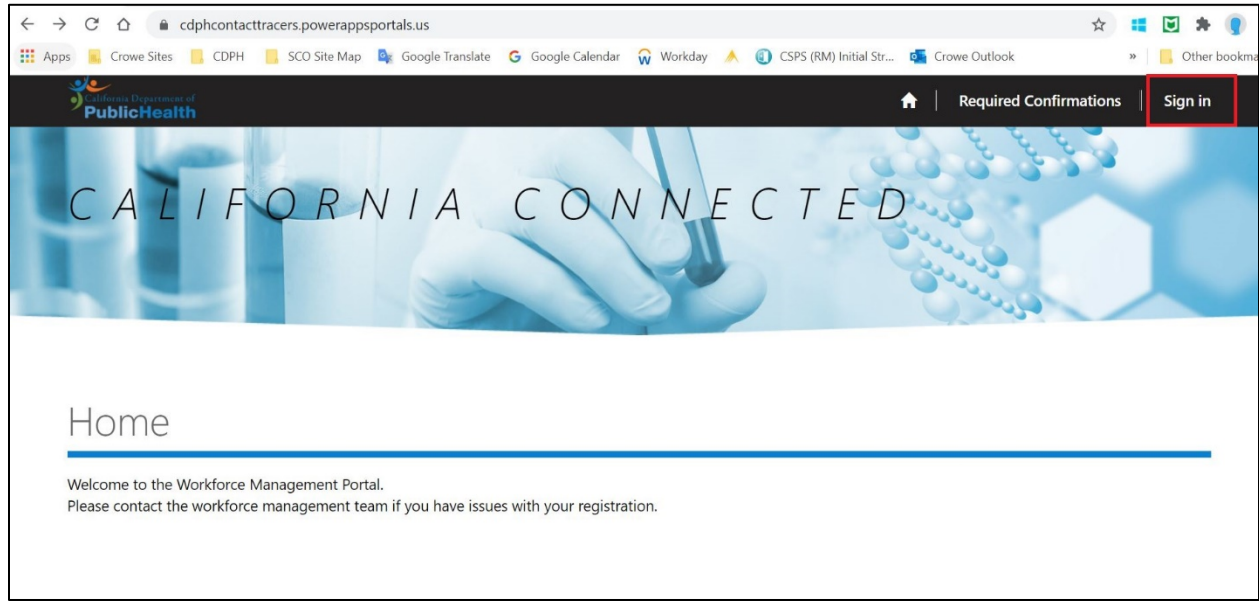 cdphcontacttracers.powerappsportals.us
Apps Crowe Sites CDPH SCO Site Map Google Translate G Google Calendar Workday CSPS (RM) Initial Str... Crowe Outlook » Other bookma
California Department of
PublicHealth
Required Confirmations Sign in
CALIFORNIA CONNECTED
Home
Welcome to the Workforce Management Portal.
Please contact the workforce management team if you have issues with your registration.